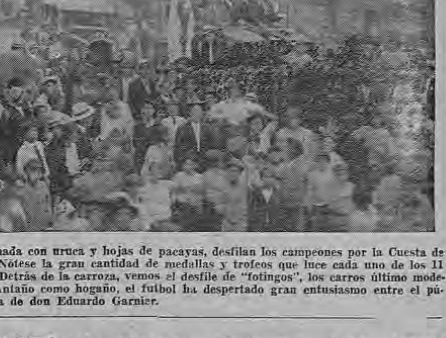 nada con uruca y hojas de pacayas, desfilan los campeones por la Cuesta de
Nótese la gran cantidad de medallas y trofeos que luce cada uno de los 11
Detrás de la carroza, vemos el desfile de "fotingos", los carros último mode-
Antaño como hogaño, el futbol ha despertado gran entusiasmo entre el pú-
a de don Eduardo Garnier.